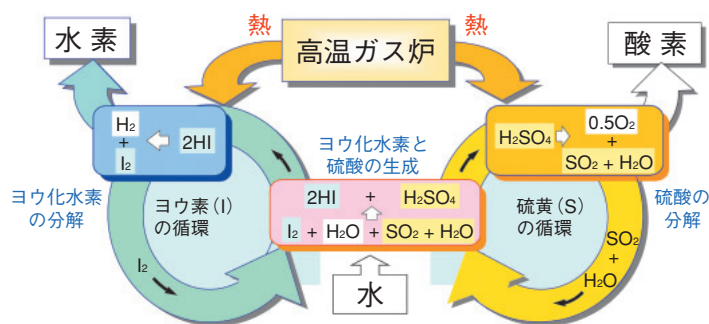 水素
熱
高温ガス炉
熱
酸素
H₂
+
I₂
2HI
ヨウ化水素と
硫酸の生成
H₂SO₄
0.5O₂
+
SO₂ + H₂O
ヨウ化水素
の分解
ヨウ素(I)
の循環
2HI + H₂SO₄
I₂ + H₂O + SO₂ + H₂O
硫黄(S)
の循環
硫酸の
分解
I₂
水
SO₂
+
H₂O